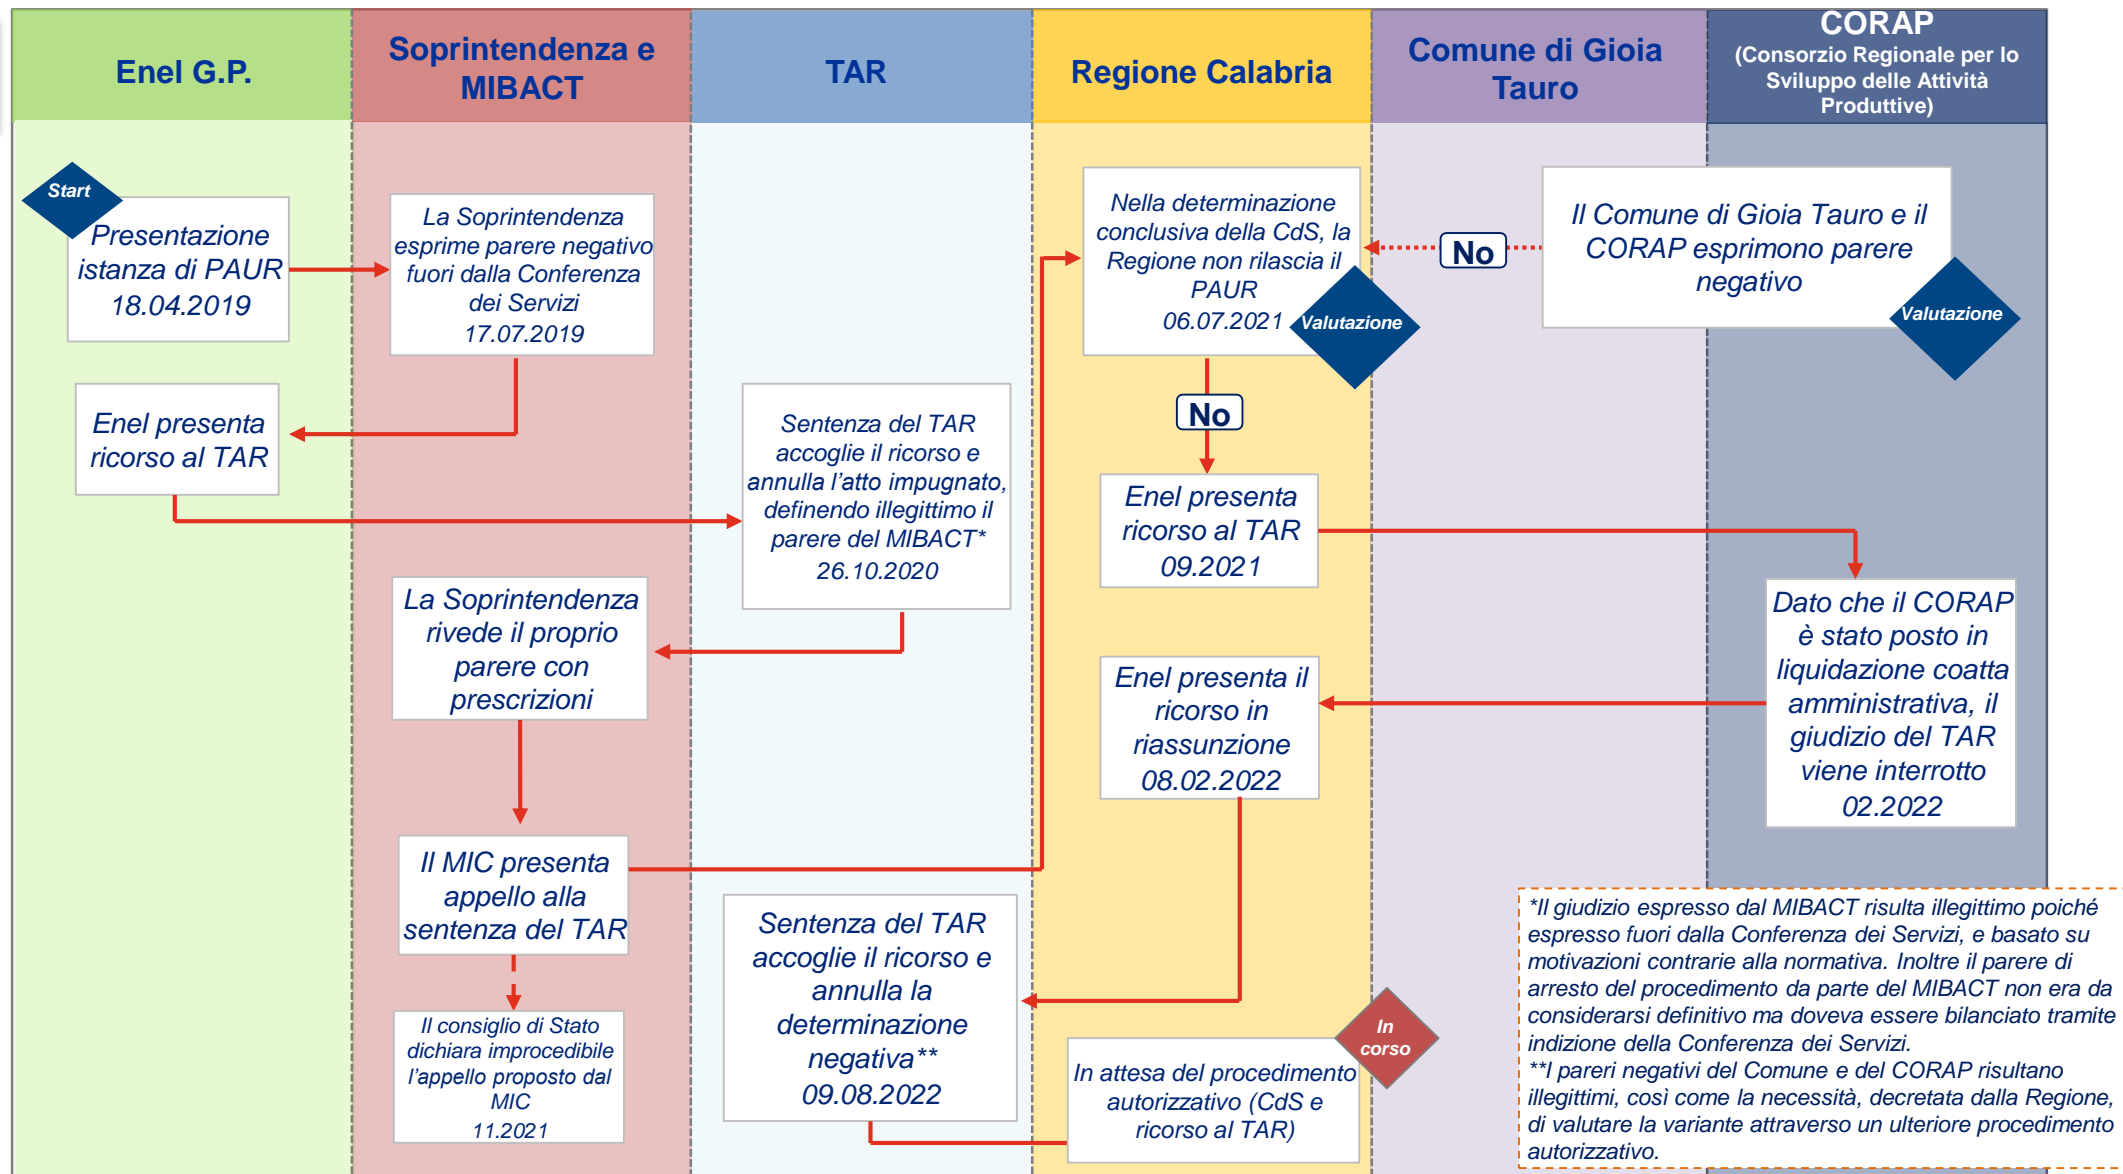 Enel G.P.
Soprintendenza e
MIBACT
TAR
Regione Calabria
Comune di Gioia
Tauro
CORAP
(Consorzio Regionale per lo
Sviluppo delle Attività
Produttive)
Start
Presentazione
istanza di PAUR
18.04.2019
La Soprintendenza
esprime parere negativo
fuori dalla Conferenza
dei Servizi
17.07.2019
Nella determinazione
conclusiva della CdS, la
Regione non rilascia il
PAUR
06.07.2021
Valutazione
No
Il Comune di Gioia Tauro e il
CORAP esprimono parere
negativo
Valutazione
Enel presenta
ricorso al TAR
Sentenza del TAR
accoglie il ricorso e
annulla l’atto impugnato,
definendo illegittimo il
parere del MIBACT*
26.10.2020
No
Enel presenta
ricorso al TAR
09.2021
La Soprintendenza
rivede il proprio
parere con
prescrizioni
Dato che il CORAP
è stato posto in
liquidazione coatta
amministrativa, il
giudizio del TAR
viene interrotto
02.2022
Enel presenta il
ricorso in
riassunzione
08.02.2022
Il MIC presenta
appello alla
sentenza del TAR
Sentenza del TAR
accoglie il ricorso e
annulla la
determinazione
negativa**
09.08.2022
Il consiglio di Stato
dichiara improcedibile
l’appello proposto dal
MIC
11.2021
In
corso
In attesa del procedimento
autorizzativo (CdS e
ricorso al TAR)
*Il giudizio espresso dal MIBACT risulta illegittimo poiché
espresso fuori dalla Conferenza dei Servizi, e basato su
motivazioni contrarie alla normativa. Inoltre il parere di
arresto del procedimento da parte del MIBACT non era da
considerarsi definitivo ma doveva essere bilanciato tramite
indizione della Conferenza dei Servizi.
**I pareri negativi del Comune e del CORAP risultano
illegittimi, così come la necessità, decretata dalla Regione,
di valutare la variante attraverso un ulteriore procedimento
autorizzativo.